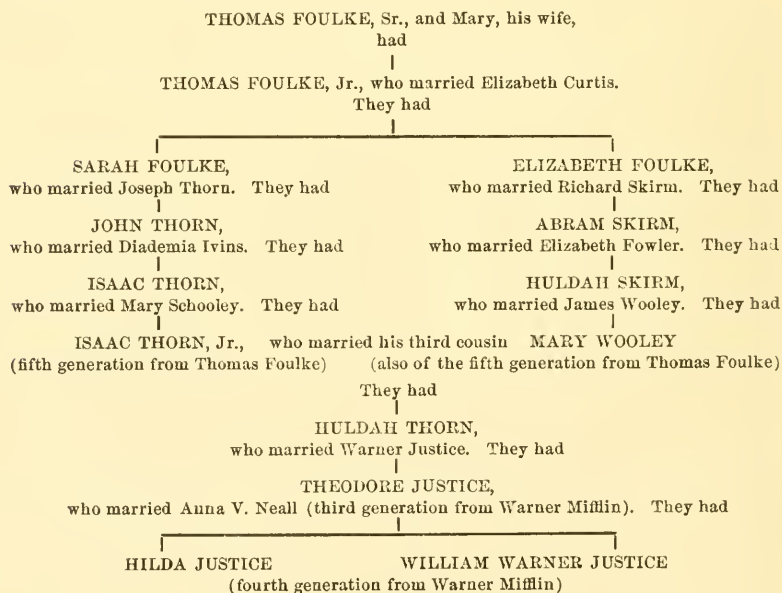 THOMAS FOULKE, Sr., and Mary, his wife,
had
THOMAS FOULKE, Jr., who married Elizabeth Curtis.
They had
SARAH FOULKE,
who married Joseph Thorn. They had
JOHN THORN,
who married Diademia Ivins. They had
ISAAC THORN,
who married Mary Schooley. They had
ELIZABETH FOULKE,
who married Richard Skirm. They had
ABRAM SKIRM,
who married Elizabeth Fowler. They had
HULDAH SKIRM,
who married James Wooley. They had
ISAAC THORN, JR., who married his third cousin MARY WOOLEY
(fifth generation from Thomas Foulke) (also of the fifth generation from Thomas Foulke)
They had
HULDAH THORN,
who married Warner Justice. They had
THEODORE JUSTICE,
who married Anna V. Neall (third generation from Warner Mifflin). They had
HILDA JUSTICE WILLIAM WARNER JUSTICE
(fourth generation from Warner Mifflin)